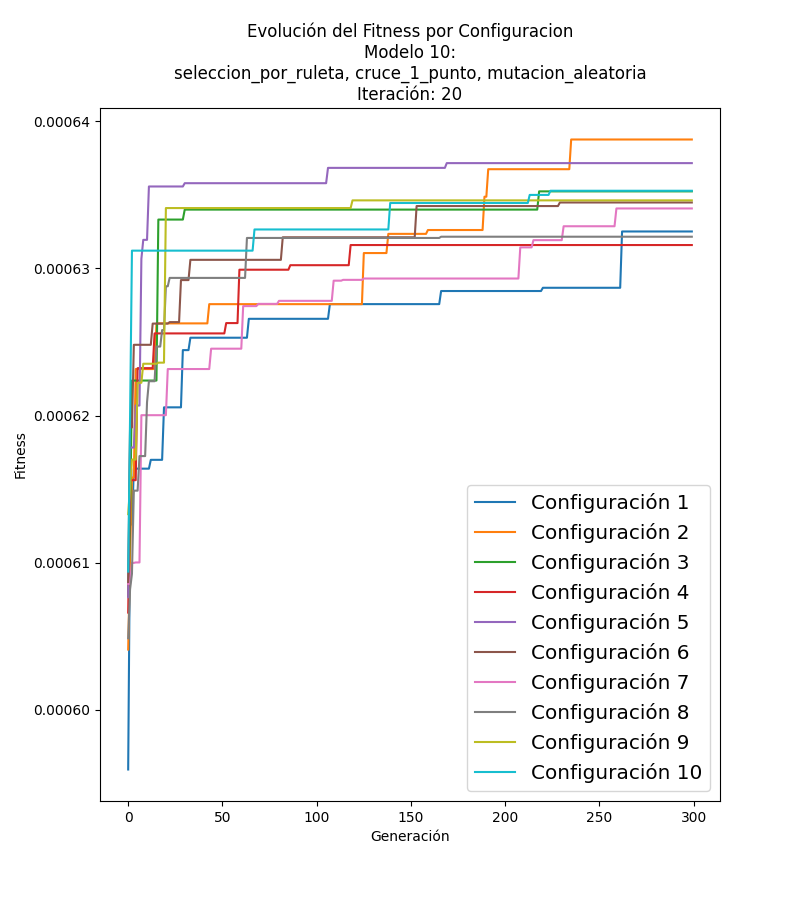 Evolución del Fitness por Configuracion
Modelo 10:
seleccion_por_ruleta, cruce_1_punto, mutacion_aleatoria
Iteración: 20
0.00064
0.00063
0.00062
0.00061
0.00060
Fitness
0
50
100
150
200
250
300
Generación
Configuración 1
Configuración 2
Configuración 3
Configuración 4
Configuración 5
Configuración 6
Configuración 7
Configuración 8
Configuración 9
Configuración 10